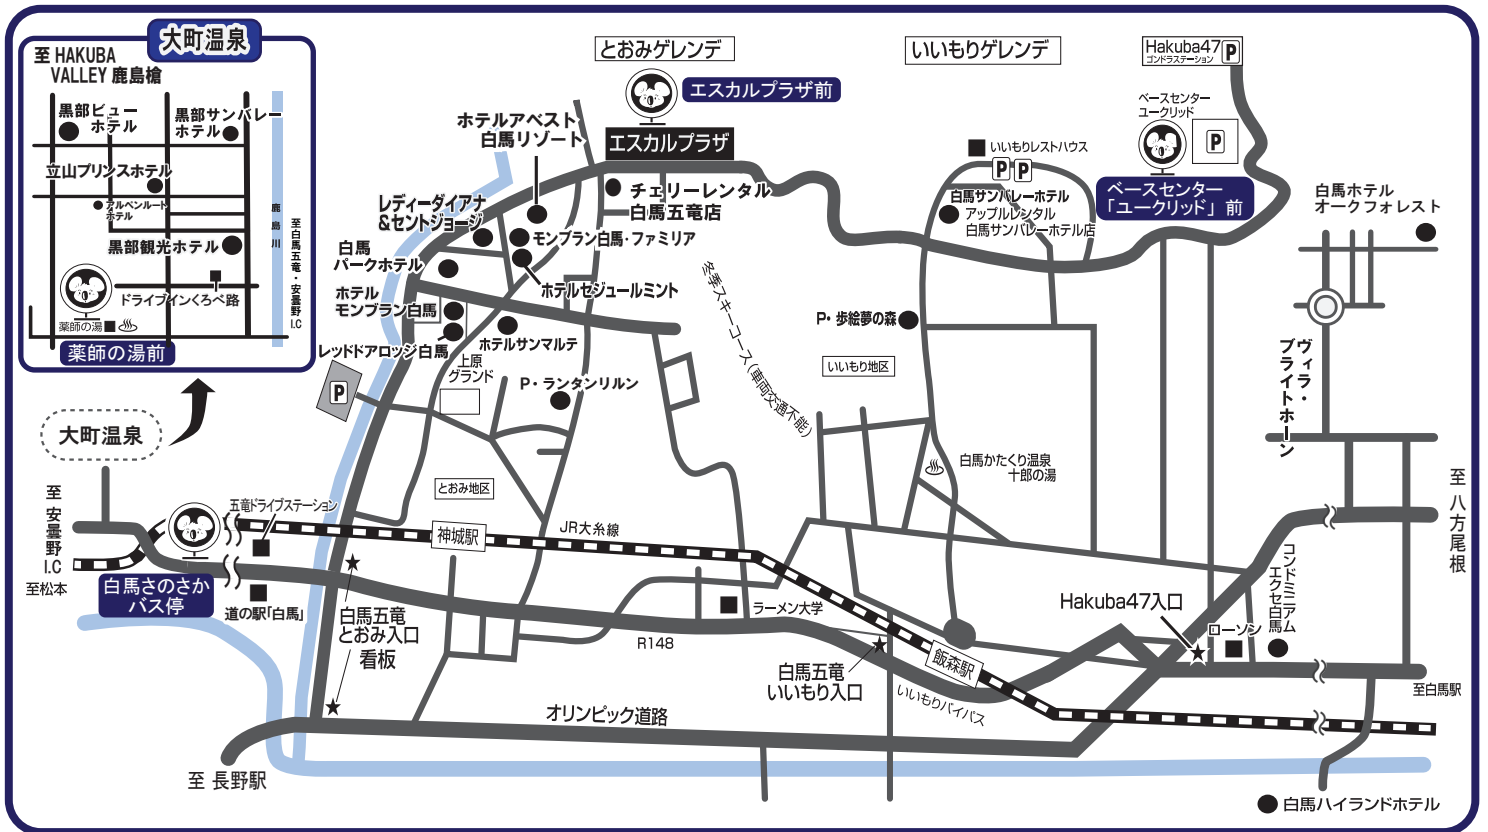 大町温泉
至 HAKUBA
VALLEY 鹿島槍
黒部ビュー
ホテル
黒部サンバレー
ホテル
立山プリンスホテル
アルペンルート
ホテル
黒部観光ホテル
鹿島川
至白馬五竜・安曇野I.C
ドライブインくろべ路
薬師の湯
薬師の湯前
大町温泉
とおみゲレンデ
エスカルプラザ前
エスカルプラザ
いいもりゲレンデ
Hakuba47
ゴンドラステーション
P
ベースセンター
ユークリッド
P
ベースセンター
「ユークリッド」前
ホテルアベスト
白馬リゾート
チェリーレンタル
白馬五竜店
いいもりレストハウス
P P
白馬サンバレーホテル
アップルレンタル
白馬サンバレーホテル店
白馬ホテル
オークフォレスト
レディーダイアナ
&セントジョージ
モンブラン白馬・ファミリア
白馬
パークホテル
ホテルセジュールミント
ホテル
モンブラン白馬
レッドドアロッジ白馬
ホテルサンマルテ
上原
グランド
P・ランタンリルン
P
冬季スキーコース(車両交通不能)
P・歩絵夢の森
いいもり地区
ヴィラ・
ブライトホーン
白馬かたくり温泉
十郎の湯
とおみ地区
至 安曇野I.C
至松本
五竜ドライブステーション
白馬さのさか
バス停
道の駅「白馬」
神城駅
JR大糸線
白馬五竜
とおみ入口
看板
R148
ラーメン大学
白馬五竜
いいもり入口
飯森駅
いいもりバイパス
Hakuba47入口
ローソン
コンドミニアム
エクセ白馬
至 八方尾根
至白馬駅
オリンピック道路
至 長野駅
白馬ハイランドホテル